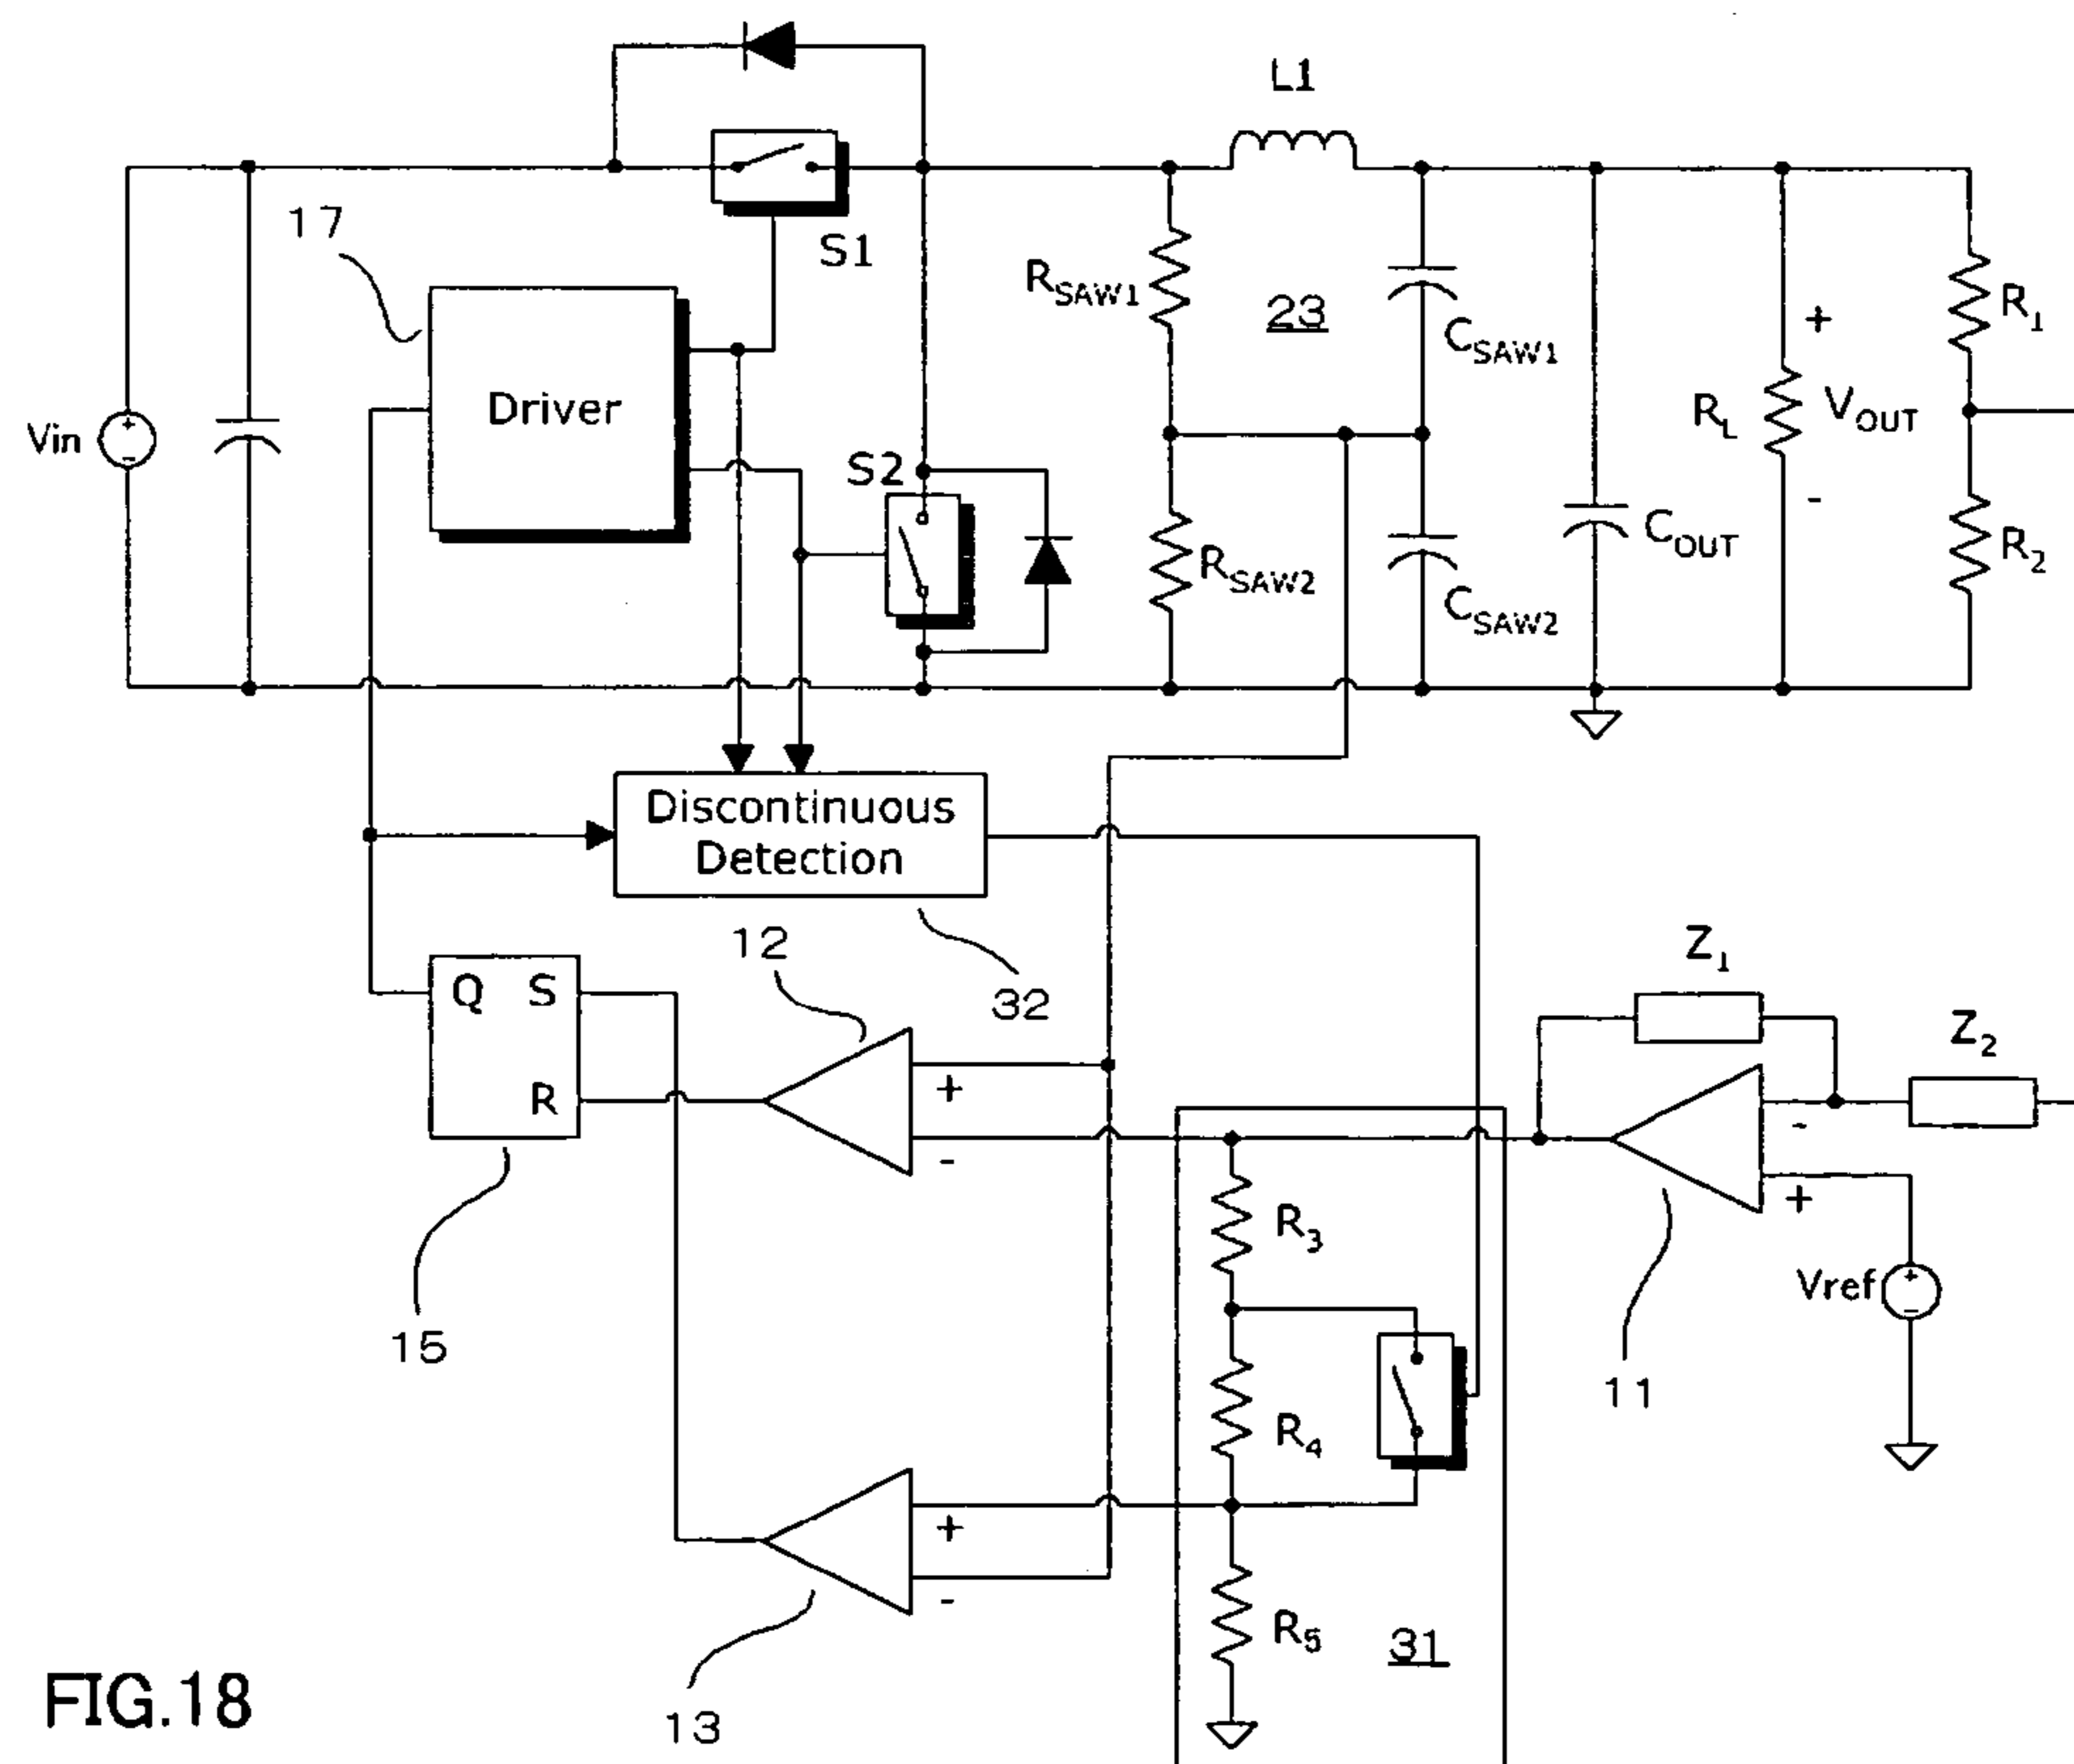 L1
17
S1
R_SAW1
23
C_SAW1
+
R_1
Driver
Vin
+
-
S2
R_L
V_OUT
-
R_SAW2
C_OUT
R_2
C_SAW2
Discontinuous
Detection
12
32
Z_1
Q S
R
+
-
Z_2
-
+
R_3
Vref
+
-
15
11
R_4
+
-
R_5
31
13
FIG.18